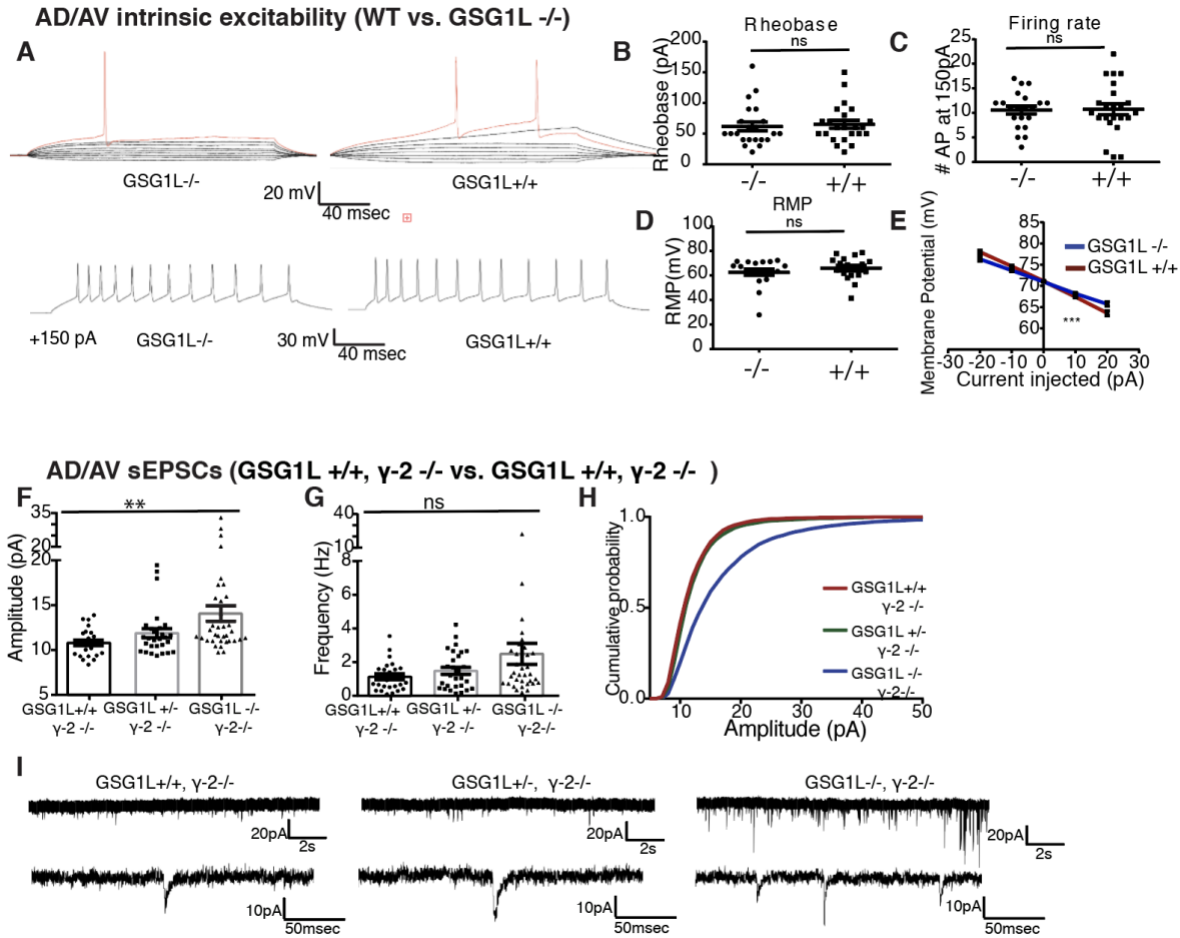 AD/AV intrinsic excitability (WT vs. GSG1L -/-)
A
GSG1L-/-
GSG1L+/+
20 mV
40 msec
+150 pA
GSG1L-/-
30 mV
40 msec
GSG1L+/+
B
Rheobase
ns
Rheobase (pA)
200
150
100
50
0
-/-
+/+
C
Firing rate
ns
# AP at 150pA
25
20
15
10
5
0
-/-
+/+
D
RMP
ns
RMP(mV)
100
80
60
40
20
0
-/-
+/+
E
Membrane Potential (mV)
85
80
75
70
65
60
GSG1L -/-
GSG1L +/+
***
-30 -20 -10 0 10 20 30
Current injected (pA)
AD/AV sEPSCs (GSG1L +/+, γ-2 -/- vs. GSG1L +/+, γ-2 -/- )
F
**
Amplitude (pA)
35
20
20
15
10
5
GSG1L+/+ GSG1L +/- GSG1L -/-
γ-2 -/- γ-2 -/- γ-2-/-
G
ns
Frequency (Hz)
40
10
8
6
4
2
0
GSG1L+/+ GSG1L +/- GSG1L -/-
γ-2 -/- γ-2 -/- γ-2-/-
H
Cumulative probability
1.0
0.5
0.0
GSG1L+/+
γ-2 -/-
GSG1L +/-
γ-2 -/-
GSG1L -/-
γ-2-/-
10 20 30 40 50
Amplitude (pA)
I
GSG1L+/+, γ-2-/-
20pA
2s
10pA
50msec
GSG1L+/-, γ-2-/-
20pA
2s
10pA
50msec
GSG1L-/-, γ-2-/-
20pA
2s
10pA
50msec